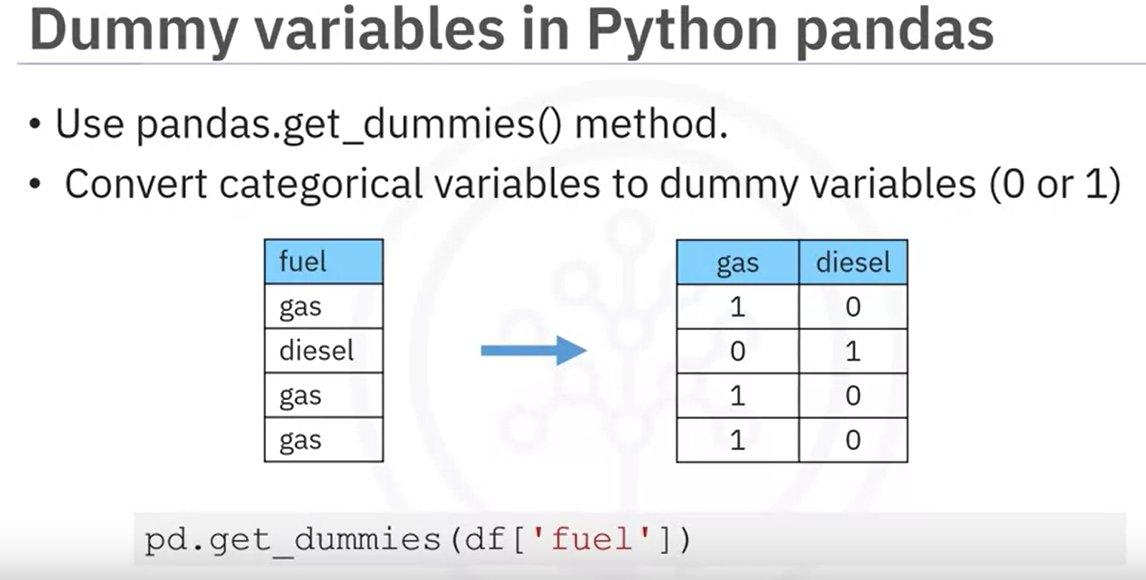 Dummy variables in Python pandas
• Use pandas.get_dummies() method.
• Convert categorical variables to dummy variables (0 or 1)
fuel
gas
diesel
gas
gas
gas diesel
1 0
0 1
1 0
1 0
pd.get_dummies(df['fuel'])